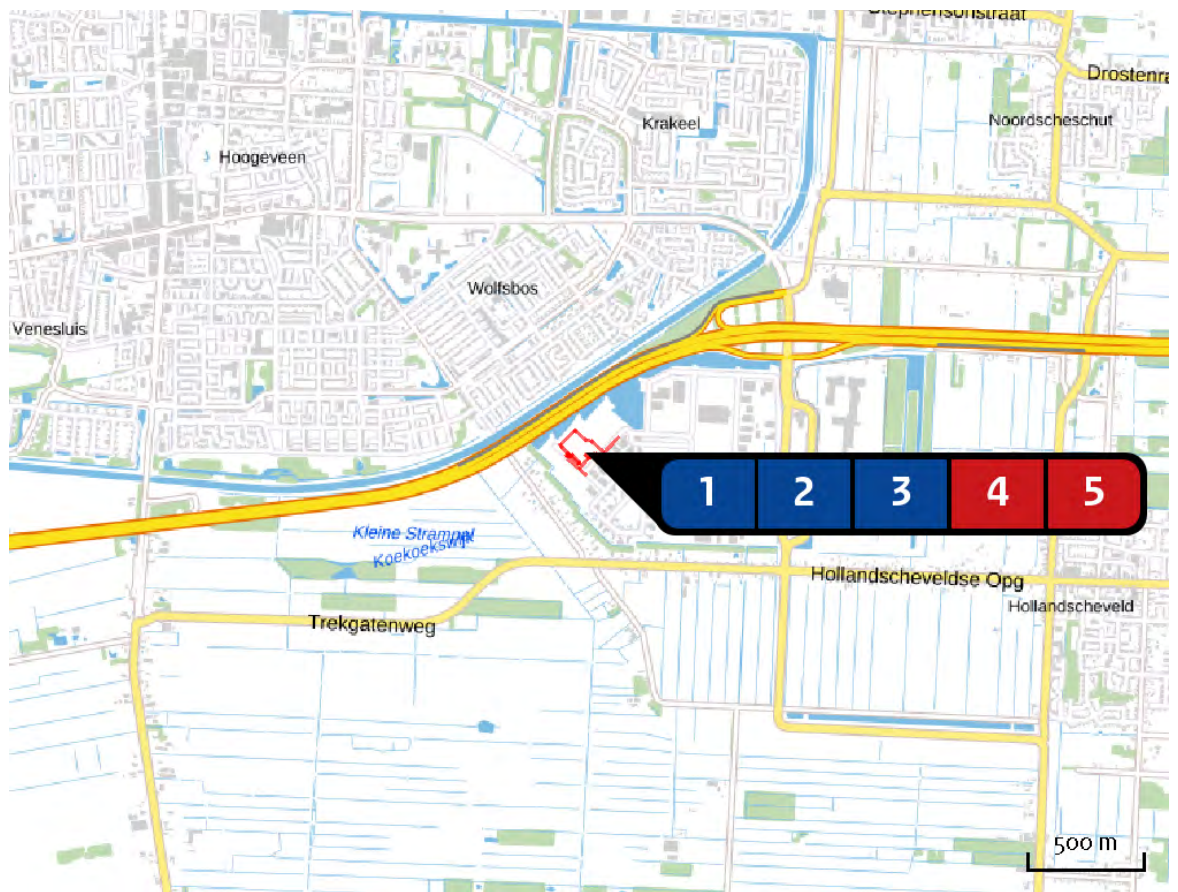 Stephensonstraat
Drostenra
Krakeel
Noordscheschut
Hoogeveen
Wolfsbos
Venesluis
1 2 3 4 5
Kleine Strampel
Koekoekswijk
Hollandscheveldse Opg
Hollandscheveld
Trekgatenweg
500 m